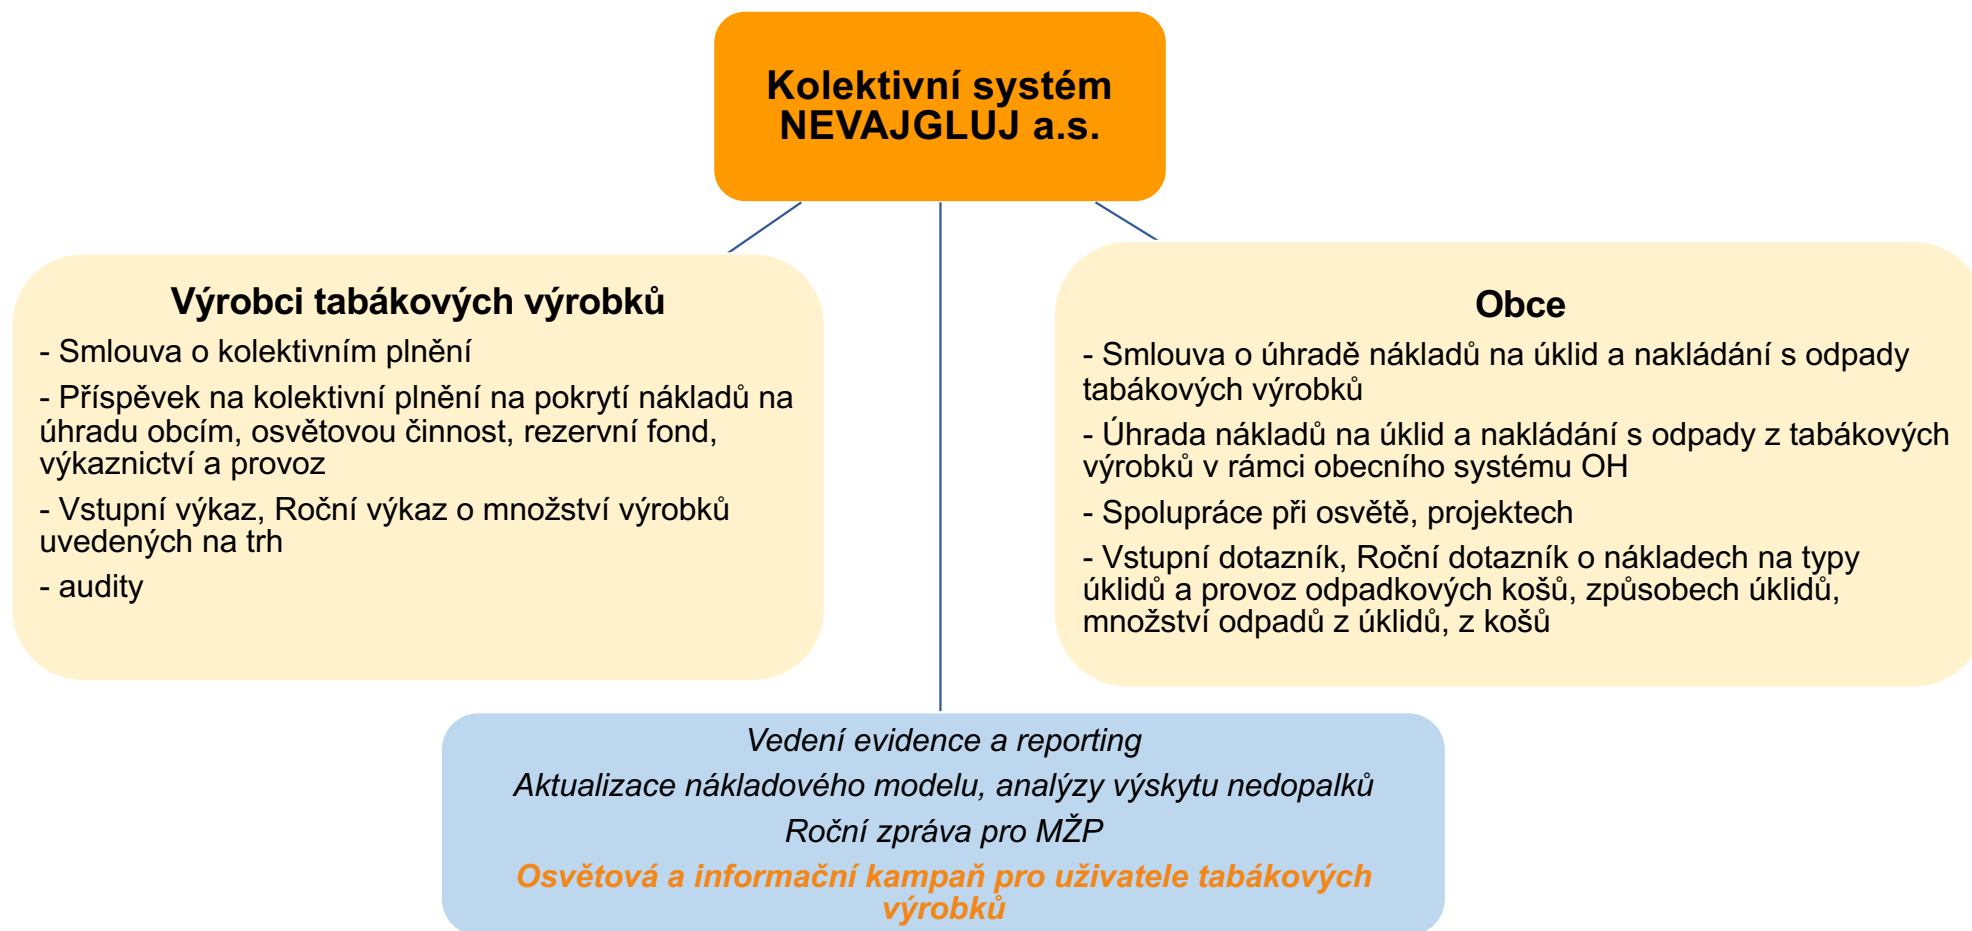 Kolektivní systém
NEVAJGLUJ a.s.
Výrobci tabákových výrobků
- Smlouva o kolektivním plnění
- Příspěvek na kolektivní plnění na pokrytí nákladů na
úhradu obcím, osvětovou činnost, rezervní fond,
výkaznictví a provoz
- Vstupní výkaz, Roční výkaz o množství výrobků
uvedených na trh
- audity
Obce
- Smlouva o úhradě nákladů na úklid a nakládání s odpady
tabákových výrobků
- Úhrada nákladů na úklid a nakládání s odpady z tabákových
výrobků v rámci obecního systému OH
- Spolupráce při osvětě, projektech
- Vstupní dotazník, Roční dotazník o nákladech na typy
úklidů a provoz odpadkových košů, způsobech úklidů,
množství odpadů z úklidů, z košů
Vedení evidence a reporting
Aktualizace nákladového modelu, analýzy výskytu nedopalků
Roční zpráva pro MŽP
Osvětová a informační kampaň pro uživatele tabákových
výrobků